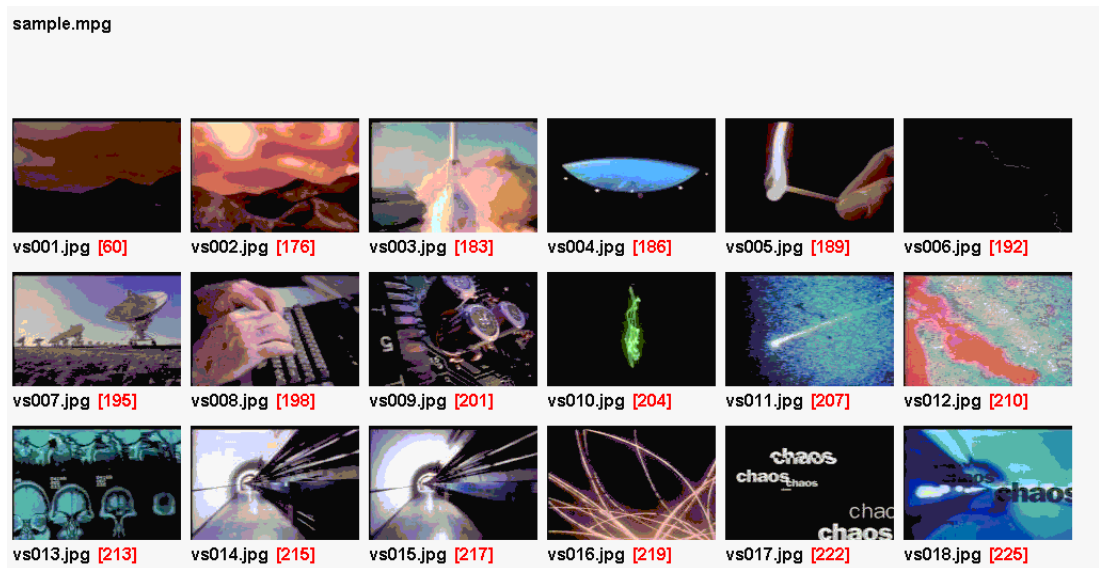 sample.mpg
vs001.jpg [60] vs002.jpg [176] vs003.jpg [183] vs004.jpg [186] vs005.jpg [189] vs006.jpg [192]
5
vs007.jpg [195] vs008.jpg [198] vs009.jpg [201] vs010.jpg [204] vs011.jpg [207] vs012.jpg [210]
chaos
chaos
chaos
chaos
chaos
chaos
chaos
vs013.jpg [213] vs014.jpg [215] vs015.jpg [217] vs016.jpg [219] vs017.jpg [222] vs018.jpg [225]